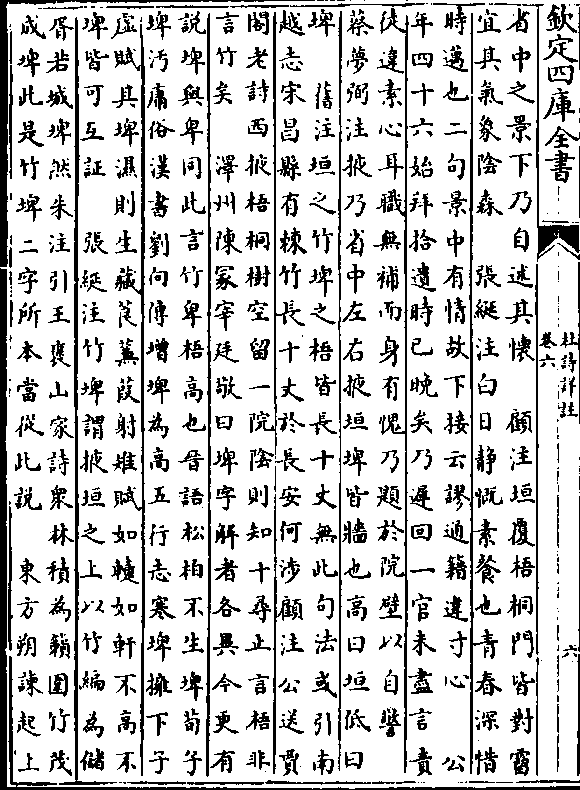 欽定四庫全書
杜詩詳註
卷六
六
省中之景下乃自述其懷　顧注垣覆梧桐門皆對霤
宜其氣象陰森　張綖注白日靜慨素餐也青春深惜
時邁也二句景中有情故下接云謬通籍違寸心　公
年四十六始拜拾遺時已晚矣乃遲回一官未盡言責
徒違素心耳職無補而身有愧乃題於院壁以自警
蔡夢弼注掖乃省中左右掖垣埤皆牆也高曰垣低曰
埤　舊注垣之竹埤之梧皆長十丈無此句法或引南
越志宋昌縣有棘竹長十丈於長安何涉顧注公送賈
閣老詩西掖梧桐樹空留一院陰則知十尋止言梧非
言竹矣　澤州陳冢宰廷敬曰埤字解者各異今更有
說埤與卑同此言竹卑梧高也晉語松柏不生埤荀子
埤汚庸俗漢書劉向傳增埤為高五行志寒埤擁下子
虛賦其埤濕則生藏莨蒹葭射雉賦如轅如軒不高不
埤皆可互証　張綖注竹埤謂掖垣之上以竹編為儲
胥若城埤然朱注引王褒山家詩衆林積為籟圍竹茂
成埤此是竹埤二字所本當從此說　東方朔諫起上